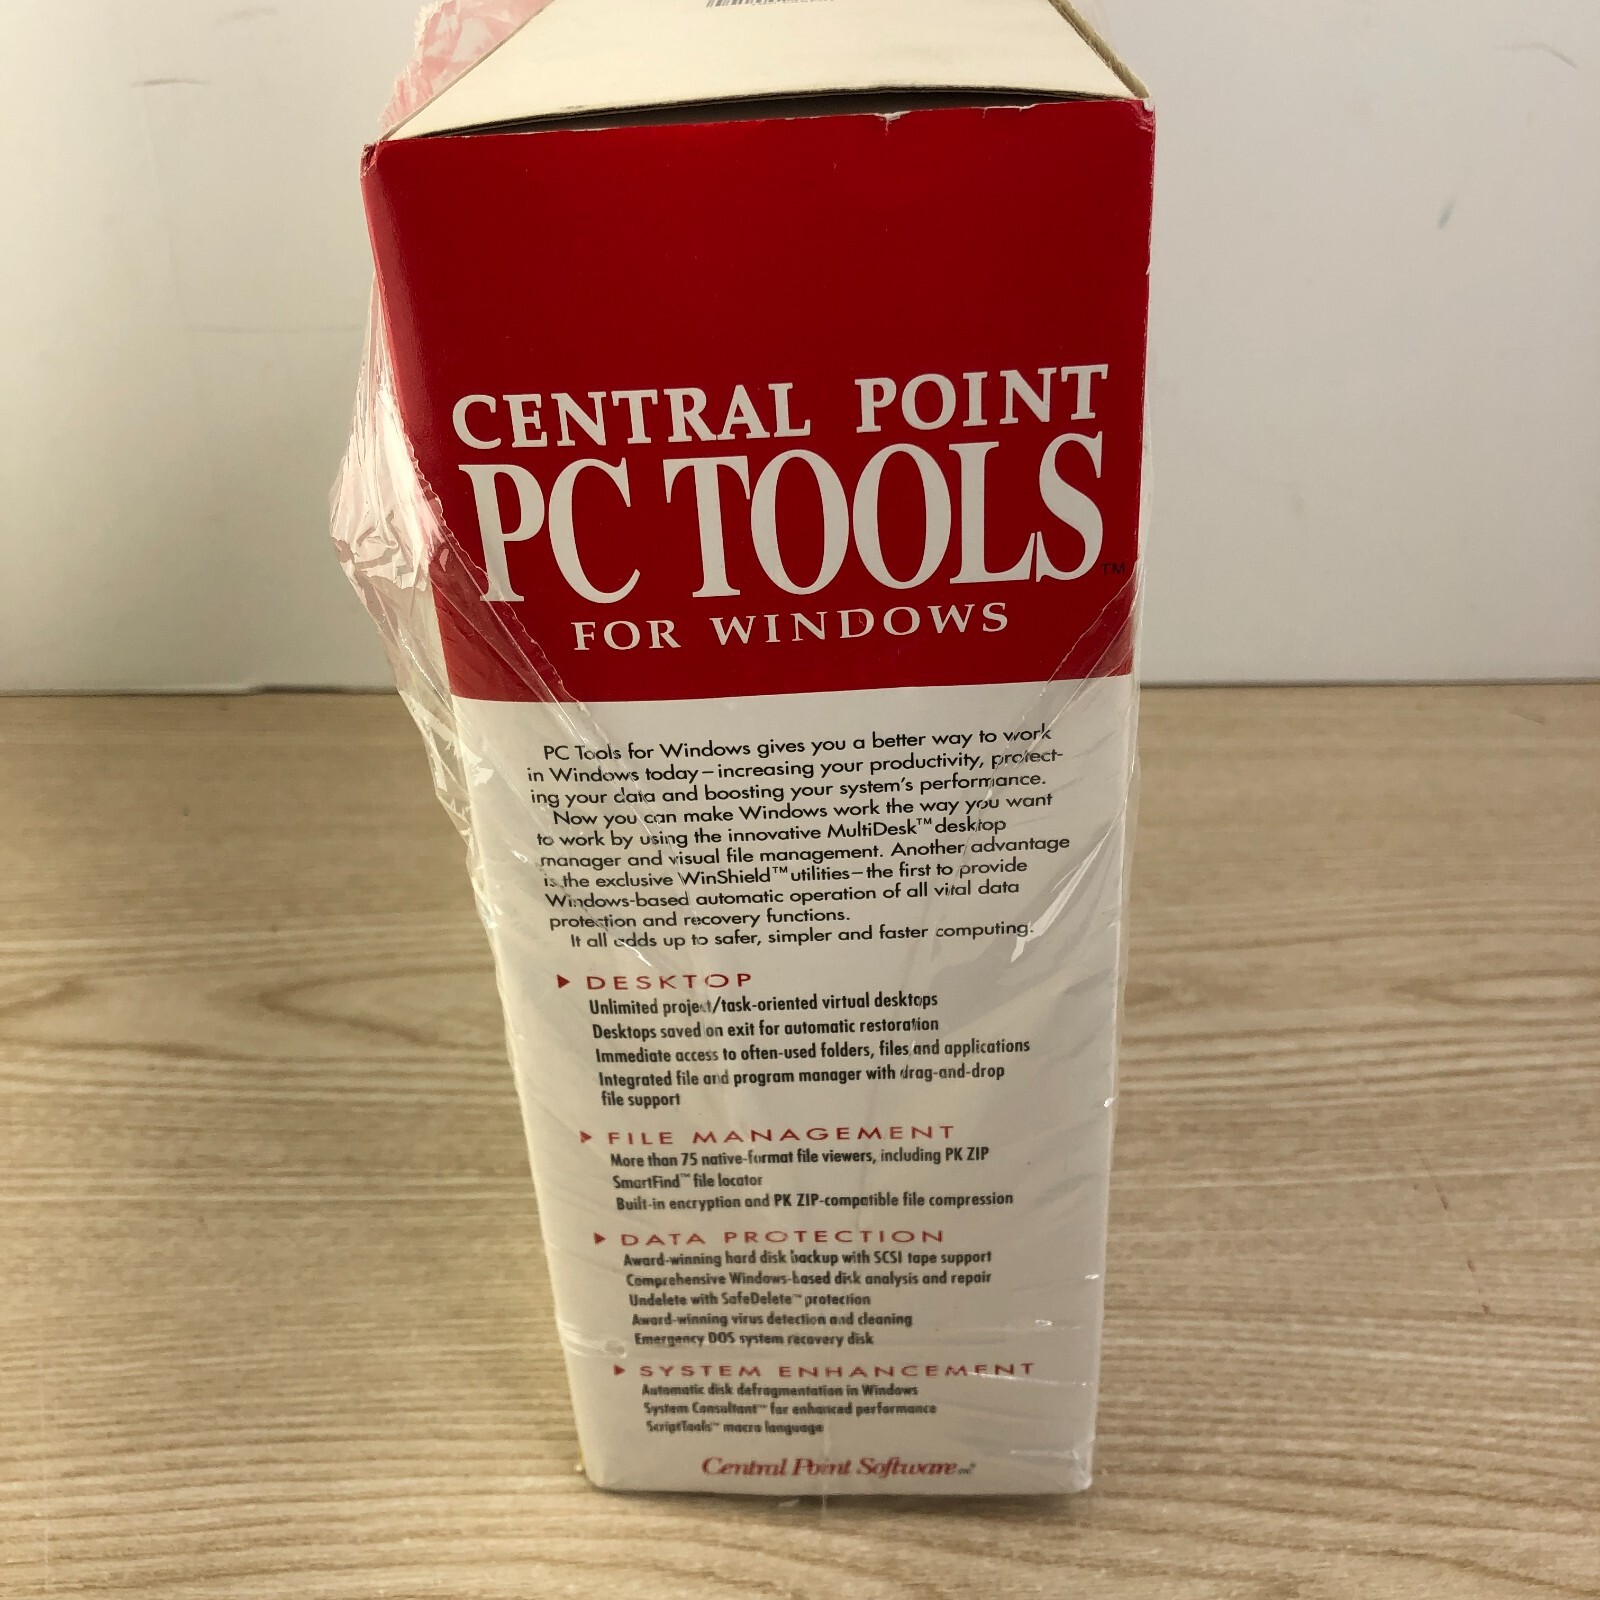 CENTRAL POINT
PC TOOLS™
FOR WINDOWS
PC Tools for Windows gives you a better way to work
in Windows today—increasing your productivity, protect-
ing your data and boosting your system's performance.
Now you can make Windows work the way you want
to work by using the innovative MultiDesk™ desktop
manager and visual file management. Another advantage
is the exclusive WinShield™ utilities—the first to provide
Windows-based automatic operation of all vital data
protection and recovery functions.
It all adds up to safer, simpler and faster computing.
▶ DESKTOP
Unlimited project/task-oriented virtual desktops
Desktops saved on exit for automatic restoration
Immediate access to often-used folders, files and applications
Integrated file and program manager with drag-and-drop
file support
▶ FILE MANAGEMENT
More than 75 native-format file viewers, including PK ZIP
SmartFind™ file locator
Built-in encryption and PK ZIP-compatible file compression
▶ DATA PROTECTION
Award-winning hard disk backup with SCSI tape support
Comprehensive Windows-based disk analysis and repair
Undelete with SafeDelete™ protection
Award-winning virus detection and cleaning
Emergency DOS system recovery disk
▶ SYSTEM ENHANCEMENT
Automatic disk defragmentation in Windows
System Consultant™ for enhanced performance
ScriptTools™ macro language
Central Point Software